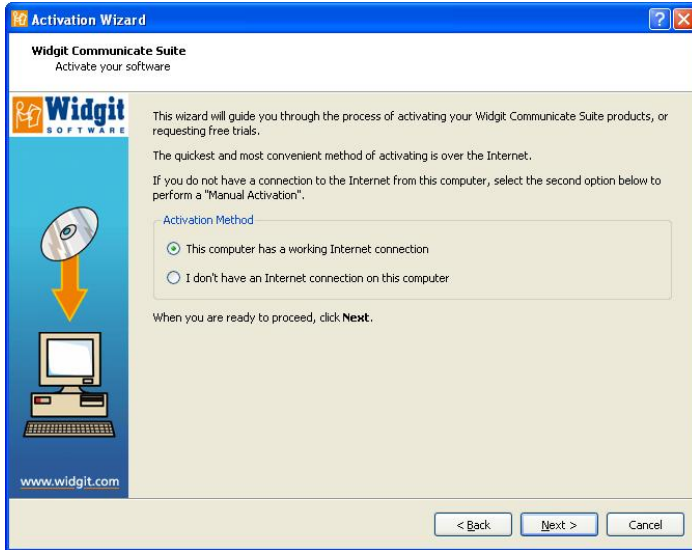 Activation Wizard
Widgit Communicate Suite
Activate your software
Widgit
SOFTWARE
This wizard will guide you through the process of activating your Widgit Communicate Suite products, or
requesting free trials.
The quickest and most convenient method of activating is over the Internet.
If you do not have a connection to the Internet from this computer, select the second option below to
perform a "Manual Activation".
Activation Method
This computer has a working Internet connection
I don't have an Internet connection on this computer
When you are ready to proceed, click Next.
www.widgit.com
< Back
Next >
Cancel